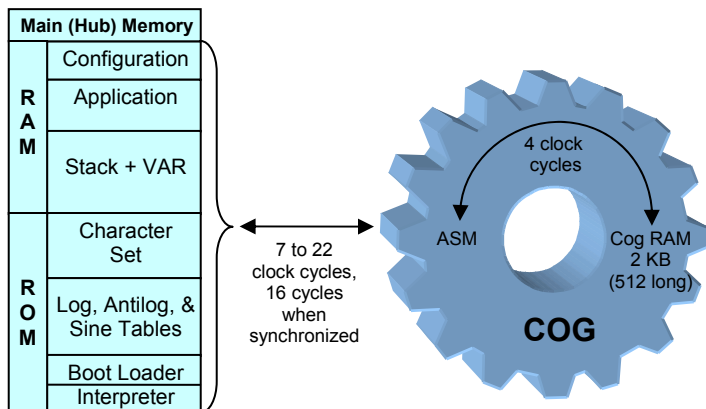 Main (Hub) Memory
R
A
M
Configuration
Application
Stack + VAR
R
O
M
Character
Set
Log, Antilog, &
Sine Tables
Boot Loader
Interpreter
7 to 22
clock cycles,
16 cycles
when
synchronized
4 clock
cycles
ASM
Cog RAM
2 KB
(512 long)
COG